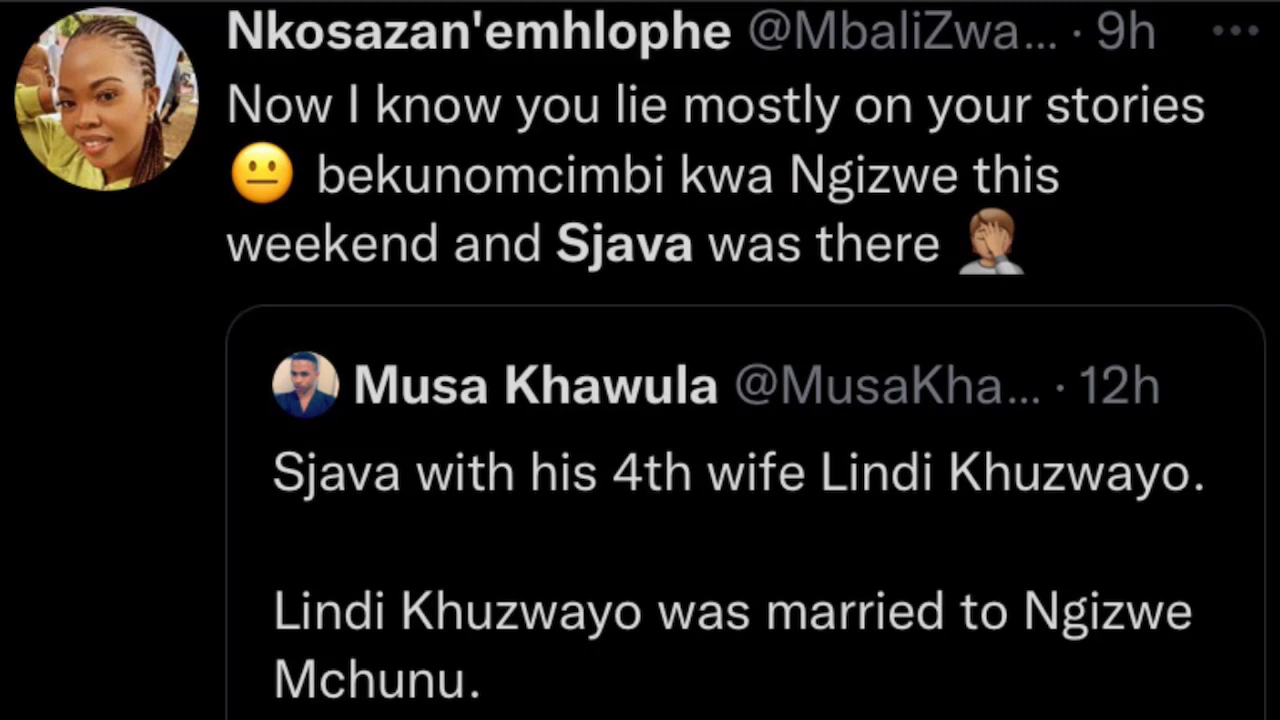 Nkosazan'emhlophe @MbaliZwa... · 9h
Now I know you lie mostly on your stories
😐 bekunomcimbi kwa Ngizwe this
weekend and Sjava was there 🤦🏽
Musa Khawula @MusaKha... · 12h
Sjava with his 4th wife Lindi Khuzwayo.
Lindi Khuzwayo was married to Ngizwe
Mchunu.